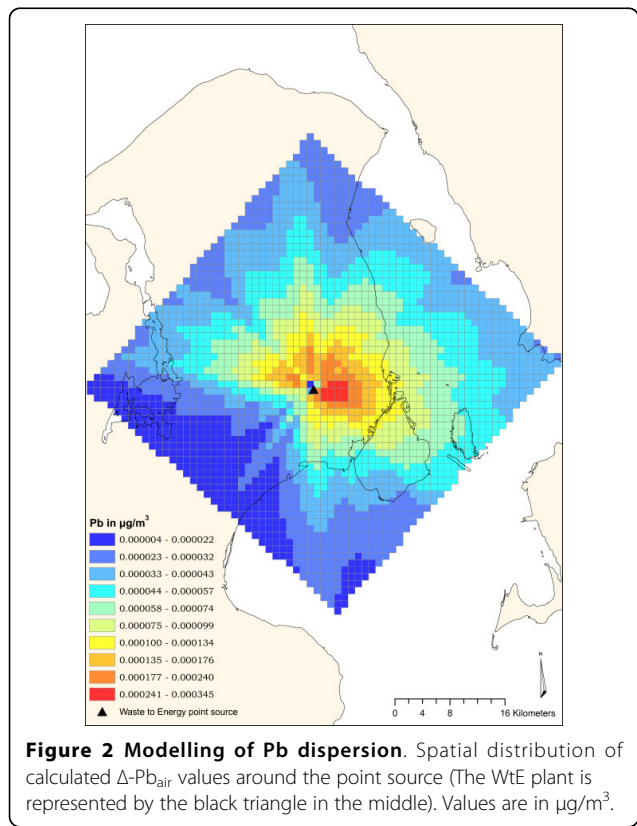 Pb in µg/m³
0.000004 - 0.000022
0.000023 - 0.000032
0.000033 - 0.000043
0.000044 - 0.000057
0.000058 - 0.000074
0.000075 - 0.000099
0.000100 - 0.000134
0.000135 - 0.000176
0.000177 - 0.000240
0.000241 - 0.000345
Waste to Energy point source
N
0 4 8 16 Kilometers
Figure 2 Modelling of Pb dispersion. Spatial distribution of
calculated Δ-Pbair values around the point source (The WtE plant is
represented by the black triangle in the middle). Values are in µg/m³.